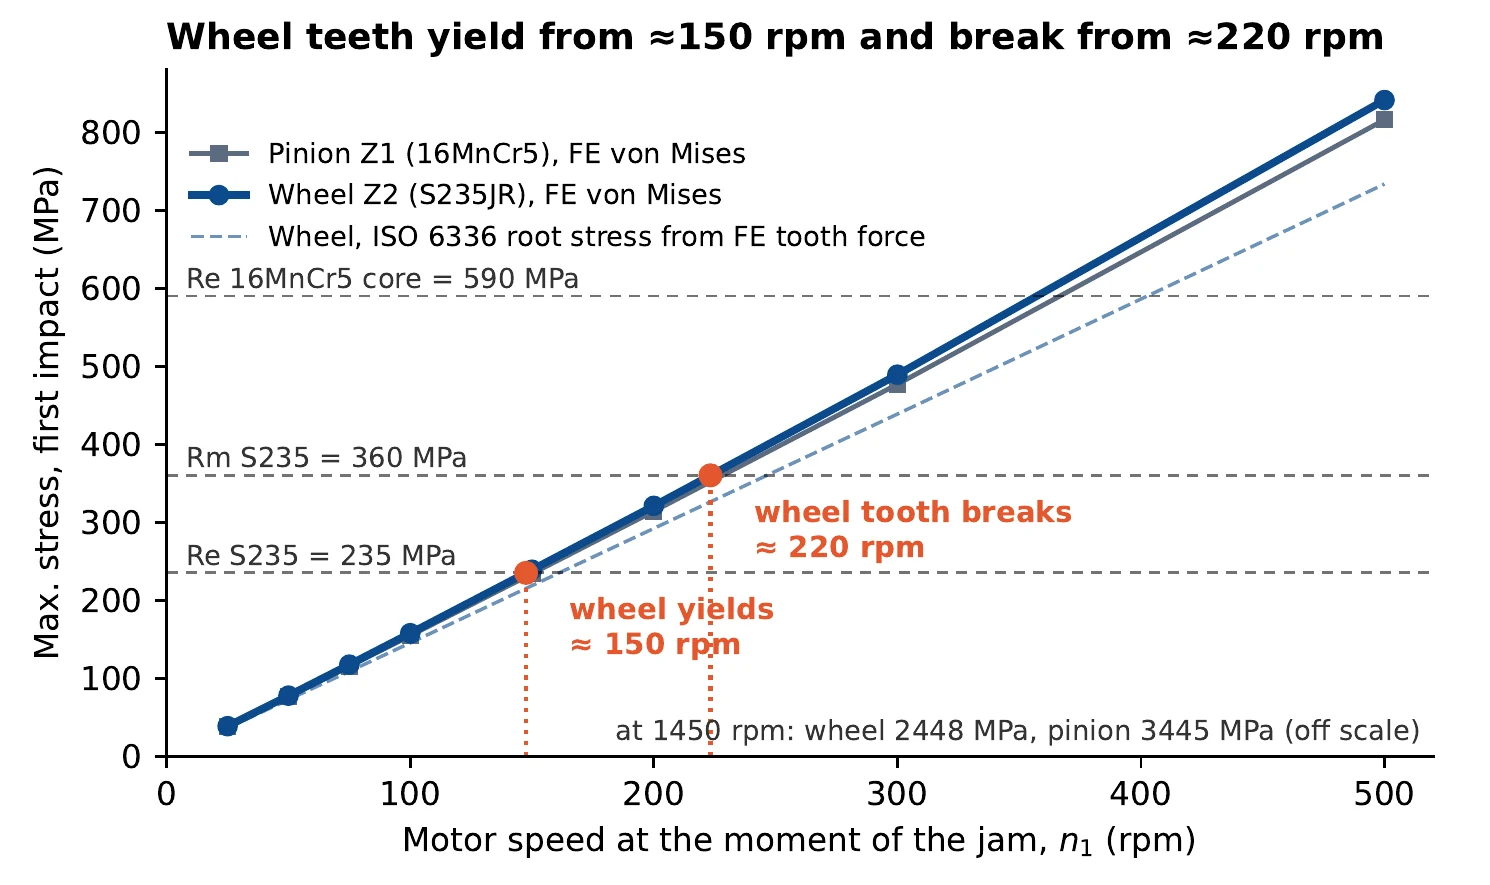 Wheel teeth yield from ≈150 rpm and break from ≈220 rpm
Max. stress, first impact (MPa)
800
700
600
500
400
300
200
100
0
Pinion Z1 (16MnCr5), FE von Mises
Wheel Z2 (S235JR), FE von Mises
Wheel, ISO 6336 root stress from FE tooth force
Re 16MnCr5 core = 590 MPa
Rm S235 = 360 MPa
Re S235 = 235 MPa
wheel tooth breaks
≈ 220 rpm
wheel yields
≈ 150 rpm
at 1450 rpm: wheel 2448 MPa, pinion 3445 MPa (off scale)
0 100 200 300 400 500
Motor speed at the moment of the jam, n₁ (rpm)